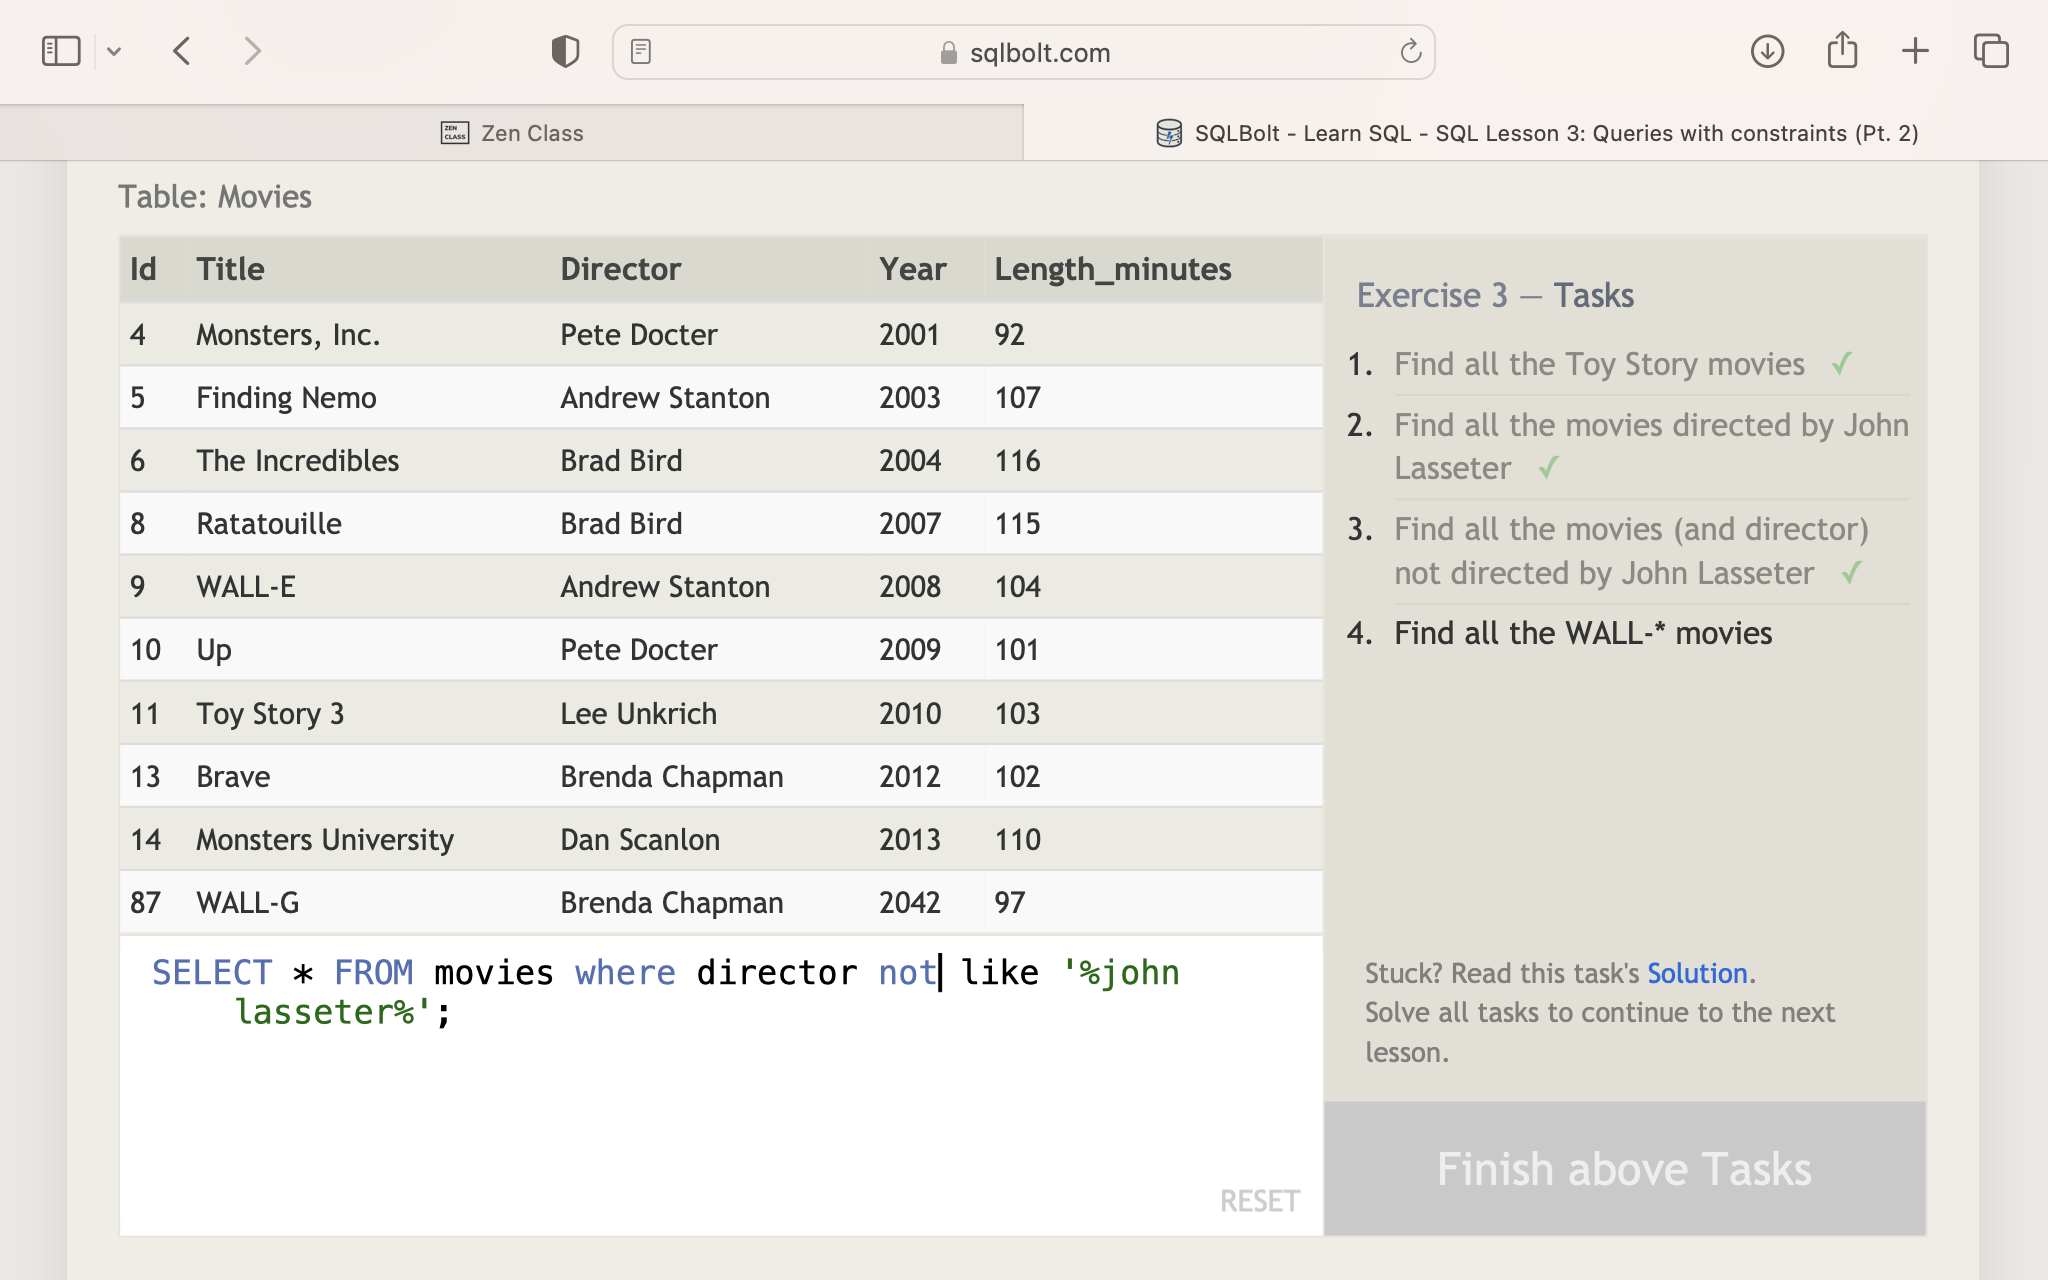 sqlbolt.com
ZEN CLASS Zen Class
SQLBolt - Learn SQL - SQL Lesson 3: Queries with constraints (Pt. 2)
Table: Movies
Id Title Director Year Length_minutes
4 Monsters, Inc. Pete Docter 2001 92
5 Finding Nemo Andrew Stanton 2003 107
6 The Incredibles Brad Bird 2004 116
8 Ratatouille Brad Bird 2007 115
9 WALL-E Andrew Stanton 2008 104
10 Up Pete Docter 2009 101
11 Toy Story 3 Lee Unkrich 2010 103
13 Brave Brenda Chapman 2012 102
14 Monsters University Dan Scanlon 2013 110
87 WALL-G Brenda Chapman 2042 97
SELECT * FROM movies where director not like '%john
lasseter%';
RESET
Exercise 3 — Tasks
1. Find all the Toy Story movies ✓
2. Find all the movies directed by John
Lasseter ✓
3. Find all the movies (and director)
not directed by John Lasseter ✓
4. Find all the WALL-* movies
Stuck? Read this task's Solution.
Solve all tasks to continue to the next
lesson.
Finish above Tasks